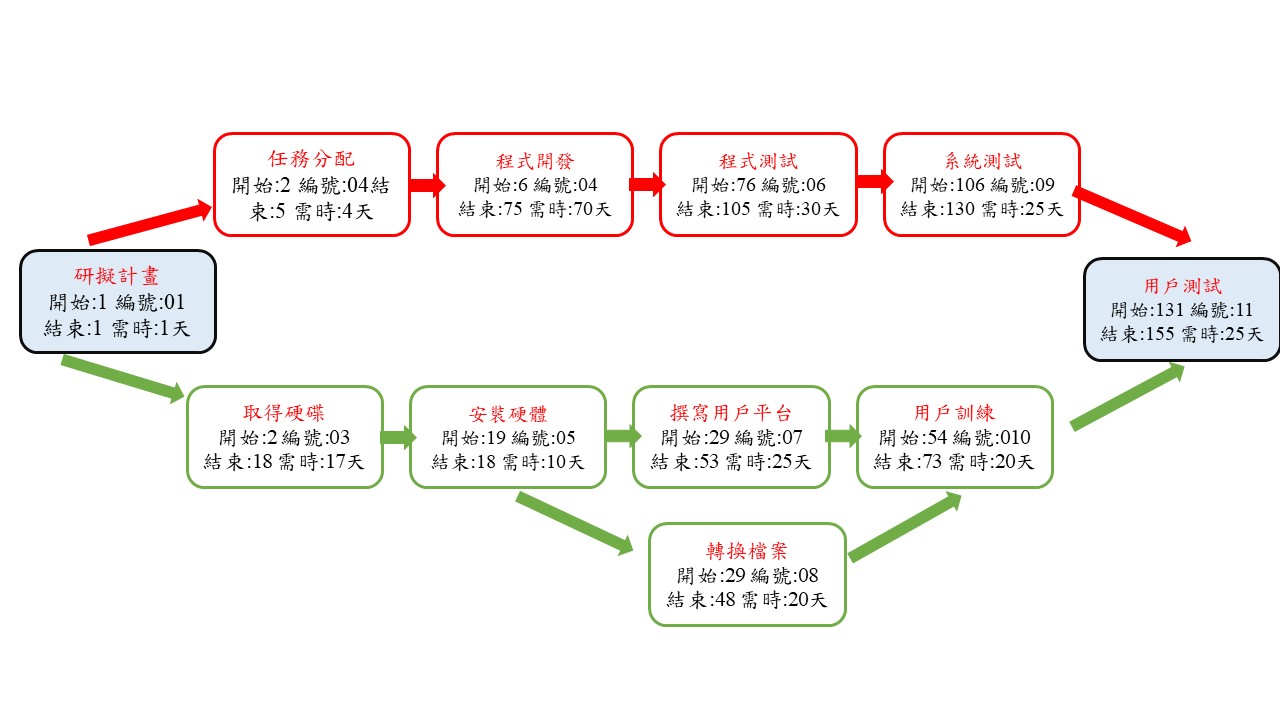 任務分配
開始:2 編號:04結
束:5 需時:4天
程式開發
開始:6 編號:04
結束:75 需時:70天
程式測試
開始:76 編號:06
結束:105 需時:30天
系統測試
開始:106 編號:09
結束:130 需時:25天
研擬計畫
開始:1 編號:01
結束:1 需時:1天
用戶測試
開始:131 編號:11
結束:155 需時:25天
取得硬碟
開始:2 編號:03
結束:18 需時:17天
安裝硬體
開始:19 編號:05
結束:18 需時:10天
撰寫用戶平台
開始:29 編號:07
結束:53 需時:25天
用戶訓練
開始:54 編號:010
結束:73 需時:20天
轉換檔案
開始:29 編號:08
結束:48 需時:20天